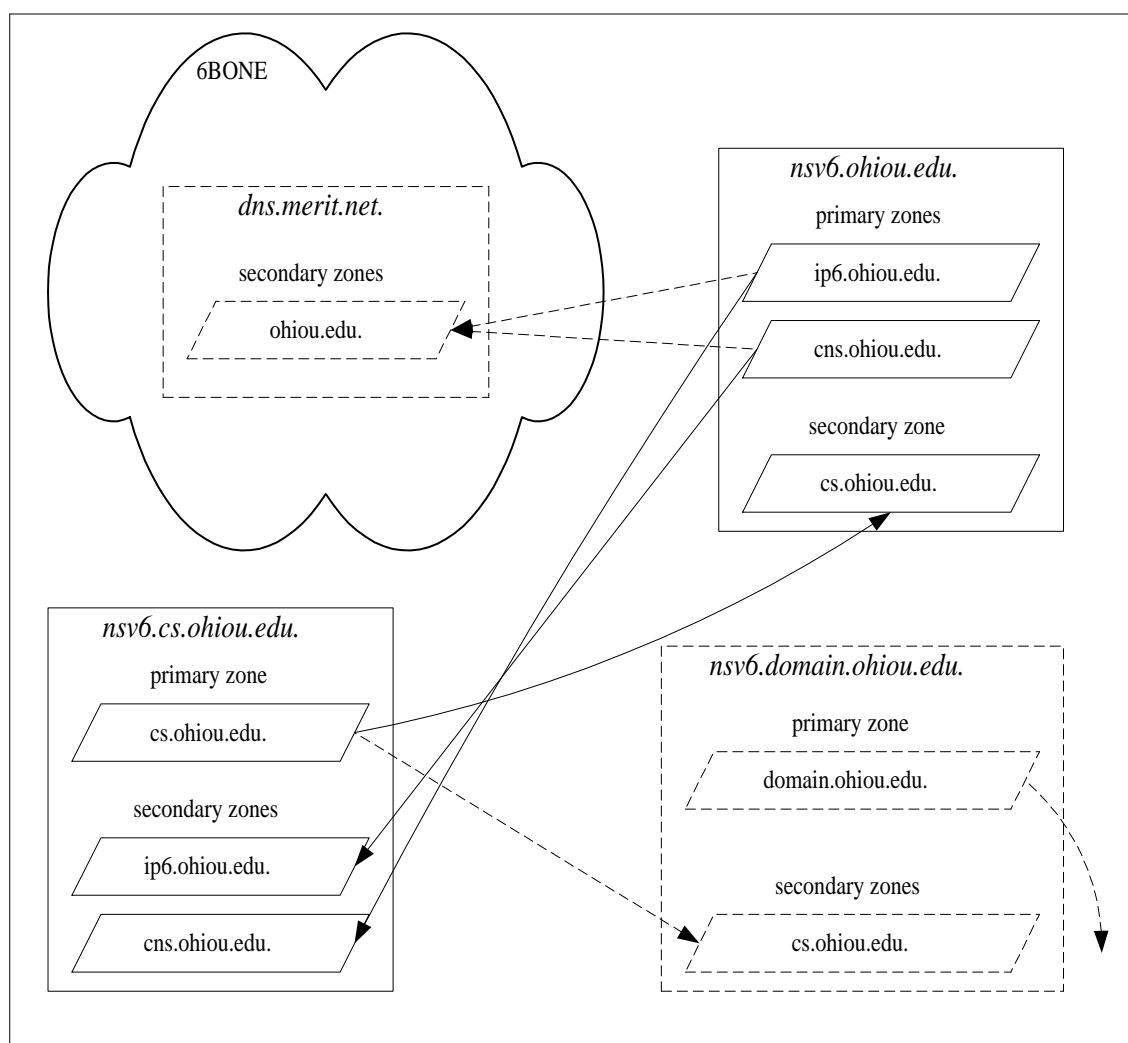 6BONE
dns.merit.net.
secondary zones
ohiou.edu.
nsv6.ohiou.edu.
primary zones
ip6.ohiou.edu.
cns.ohiou.edu.
secondary zone
cs.ohiou.edu.
nsv6.cs.ohiou.edu.
primary zone
cs.ohiou.edu.
secondary zones
ip6.ohiou.edu.
cns.ohiou.edu.
nsv6.domain.ohiou.edu.
primary zone
domain.ohiou.edu.
secondary zones
cs.ohiou.edu.